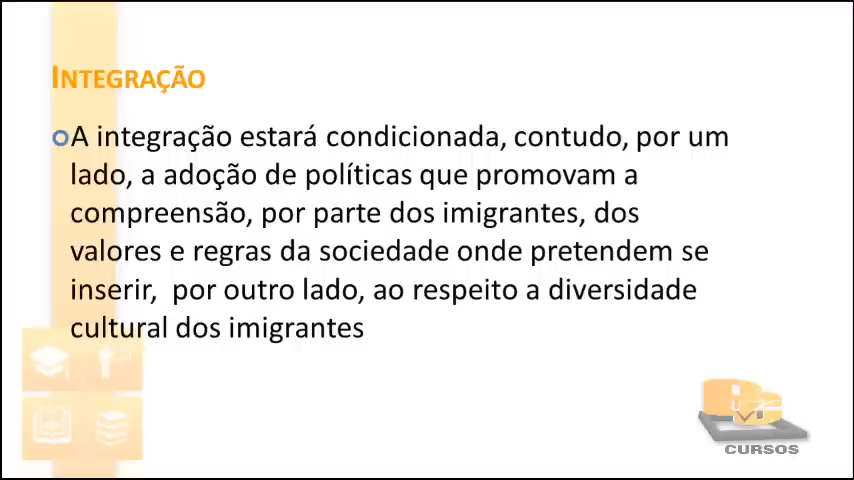 INTEGRAÇÃO
A integração estará condicionada, contudo, por um
lado, a adoção de políticas que promovam a
compreensão, por parte dos imigrantes, dos
valores e regras da sociedade onde pretendem se
inserir, por outro lado, ao respeito a diversidade
cultural dos imigrantes
CURSOS